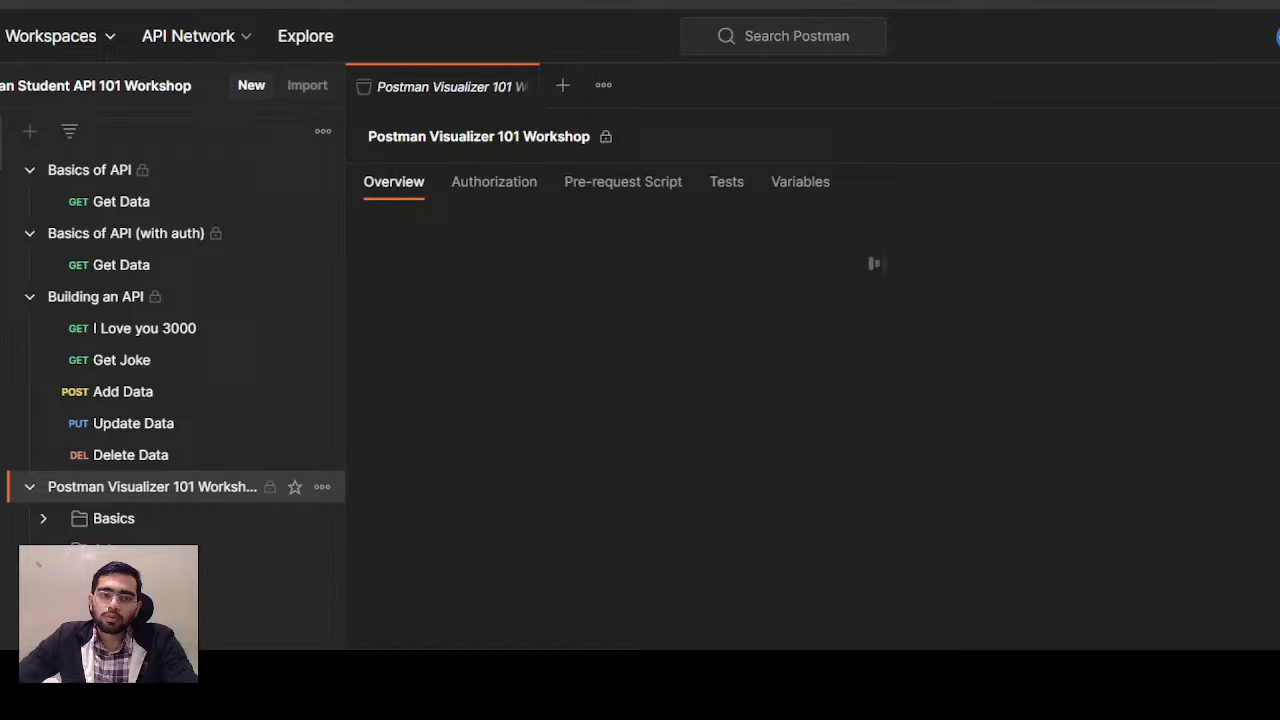 Workspaces
API Network
Explore
Search Postman
an Student API 101 Workshop
New
Import
Postman Visualizer 101 W
Postman Visualizer 101 Workshop
Overview
Authorization
Pre-request Script
Tests
Variables
Basics of API
GET Get Data
Basics of API (with auth)
GET Get Data
Building an API
GET I Love you 3000
GET Get Joke
POST Add Data
PUT Update Data
DEL Delete Data
Postman Visualizer 101 Worksh...
Basics